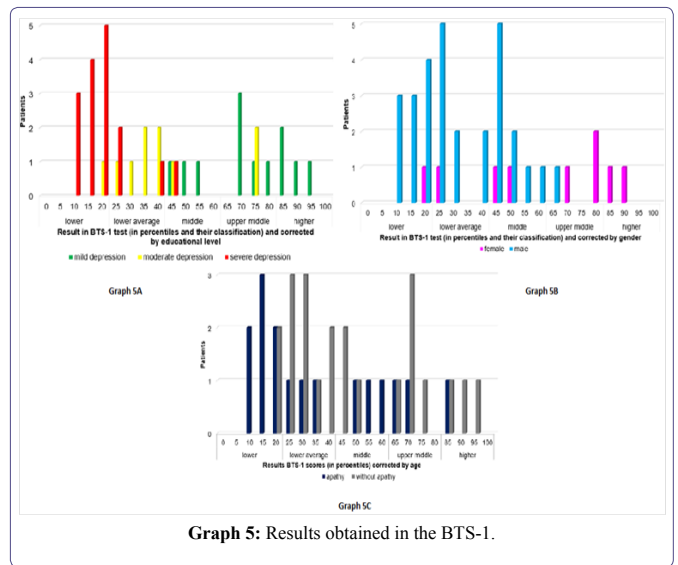 5
4
3
2
1
0
Patients
0 5 10 15 20 25 30 35 40 45 50 55 60 65 70 75 80 85 90 95 100
lower lower average middle upper middle higher
Result in BTS-1 test (in percentiles and their classification) and corrected
by educational level
mild depression moderate depression severe depression
Graph 5A
5
4
3
2
1
0
Patients
0 5 10 15 20 25 30 35 40 45 50 55 60 65 70 75 80 85 90 95 100
lower lower average middle upper middle higher
Result in BTS-1 test (in percentiles and their classification) and corrected by gender
female male
Graph 5B
3
2
1
0
Patients
0 5 10 15 20 25 30 35 40 45 50 55 60 65 70 75 80 85 90 95 100
lower lower average middle upper middle higher
Results BTS-1 scores (in percentiles) corrected by age
apathy without apathy
Graph 5C
Graph 5: Results obtained in the BTS-1.